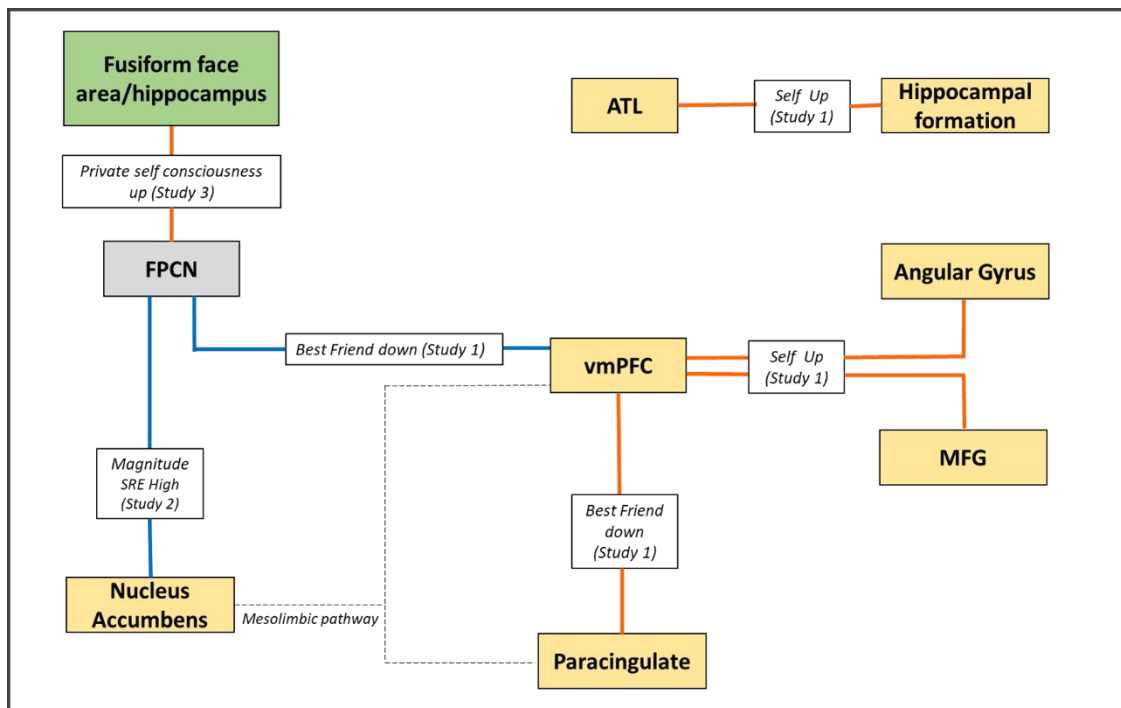 Fusiform face
area/hippocampus
ATL
Self Up
(Study 1)
Hippocampal
formation
Private self consciousness
up (Study 3)
FPCN
Angular Gyrus
Best Friend down (Study 1)
vmPFC
Self Up
(Study 1)
MFG
Magnitude
SRE High
(Study 2)
Best Friend
down
(Study 1)
Nucleus
Accumbens
Mesolimbic pathway
Paracingulate